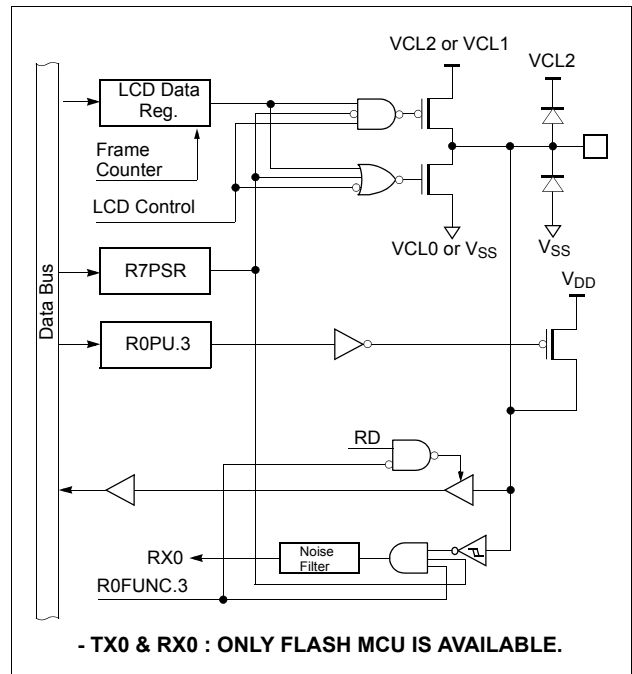 VCL2 or VCL1
VCL2
LCD Data
Reg.
Frame
Counter
LCD Control
VCL0 or VSS
VSS
R7PSR
VDD
Data Bus
R0PU.3
RD
RX0
Noise
Filter
R0FUNC.3
- TX0 & RX0 : ONLY FLASH MCU IS AVAILABLE.